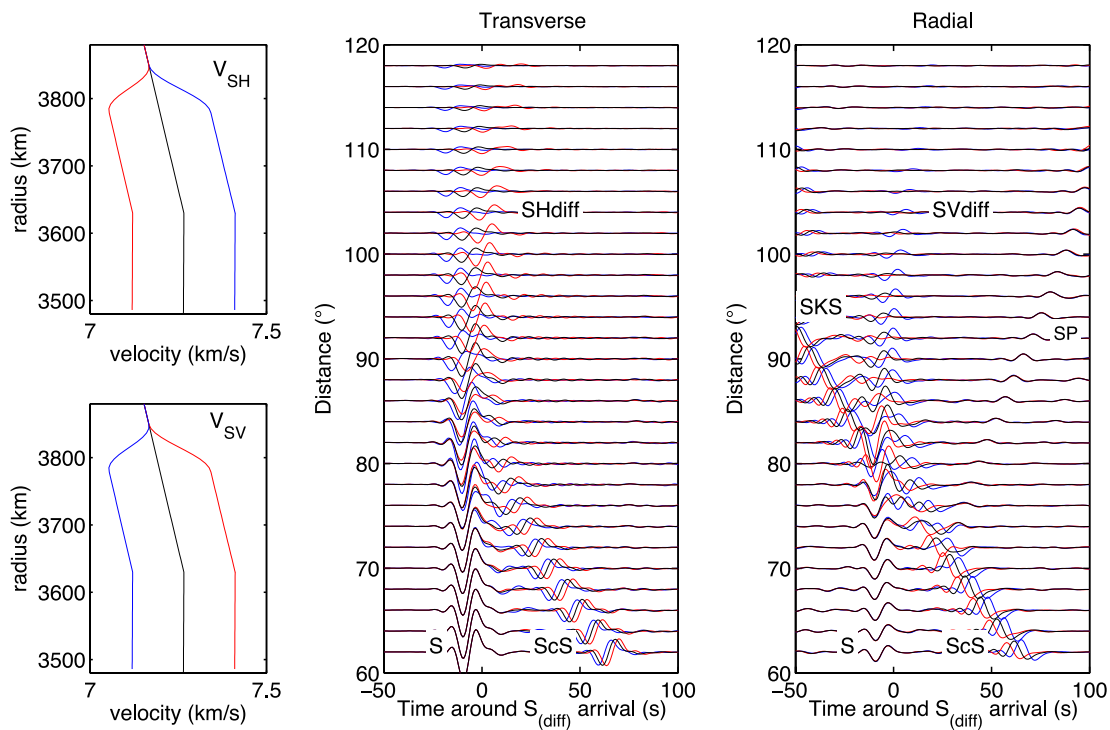 Transverse
Radial
V_SH
3800
3700
3600
3500
radius (km)
7
7.5
velocity (km/s)
V_SV
3800
3700
3600
3500
radius (km)
7
7.5
velocity (km/s)
120
110
100
90
80
70
60
Distance (°)
SHdiff
S
ScS
−50
0
50
100
Time around S_(diff) arrival (s)
120
110
100
90
80
70
60
Distance (°)
SVdiff
SKS
SP
S
ScS
−50
0
50
100
Time around S_(diff) arrival (s)